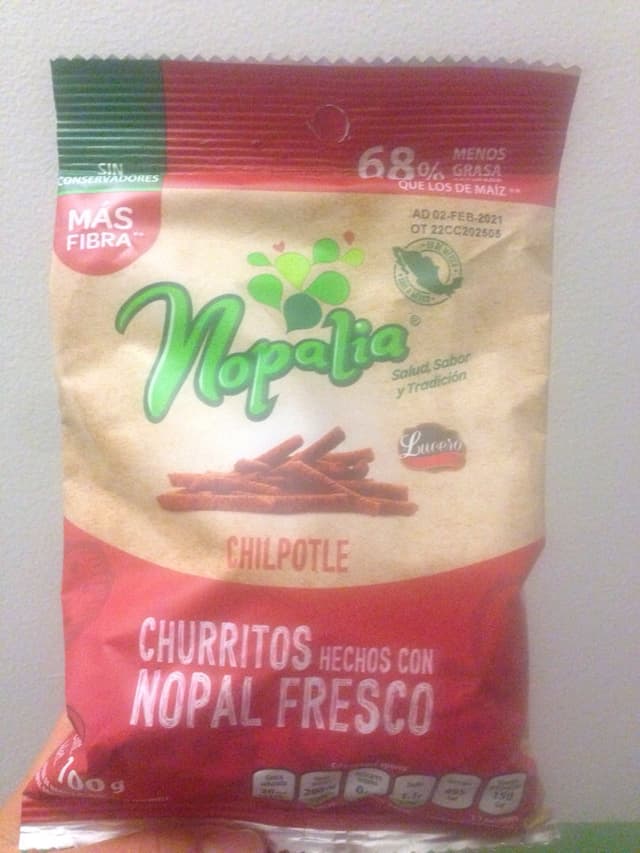 SIN
CONSERVADORES
68% MENOS
GRASA
QUE LOS DE MAÍZ
MÁS
FIBRA
AD 02-FEB-2021
OT 22CC202505
Nopalia®
Salud, Sabor
y Tradición
Lucero
CHILPOTLE
CHURRITOS HECHOS CON
NOPAL FRESCO
100 g